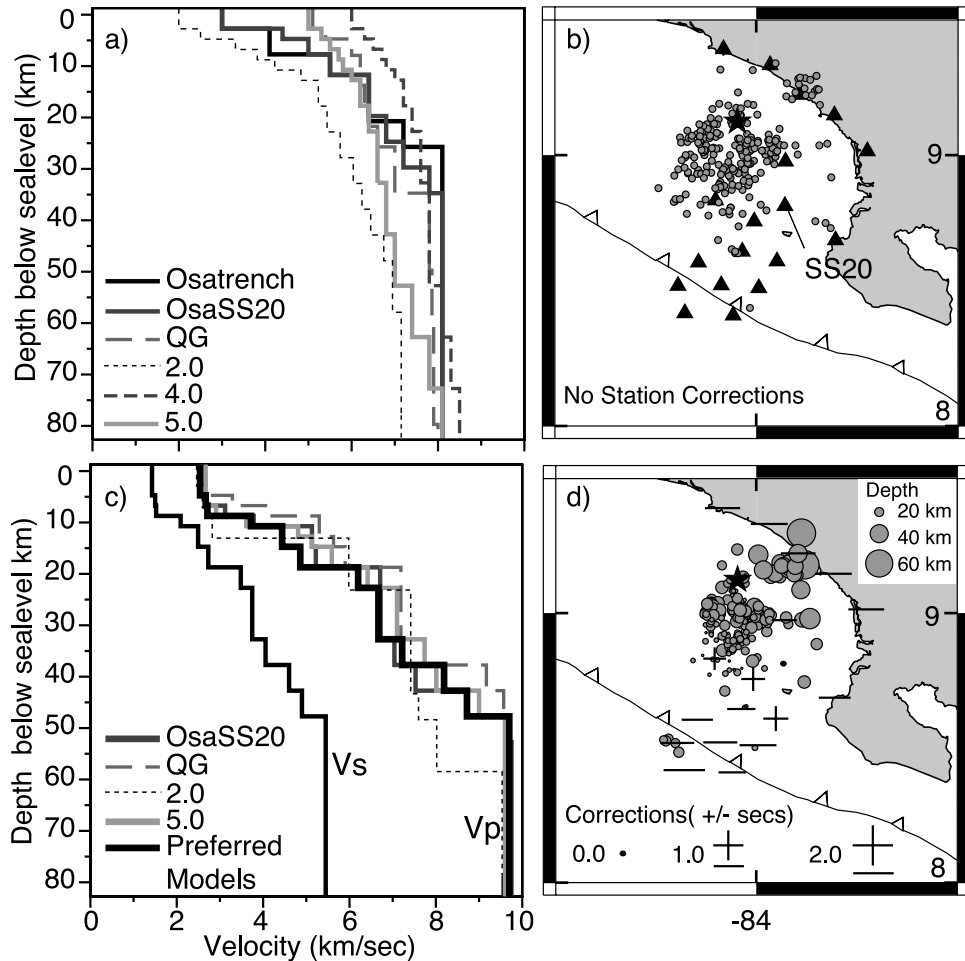 a)
0
10
20
30
40
50
60
70
80
Depth below sealevel (km)
Osatrench
OsaSS20
QG
2.0
4.0
5.0
b)
9
SS20
No Station Corrections
8
c)
0
10
20
30
40
50
60
70
80
Depth below sealevel km)
OsaSS20
QG
2.0
5.0
Preferred
Models
Vs
Vp
0
2
4
6
8
10
Velocity (km/sec)
d)
Depth
20 km
40 km
60 km
9
Corrections( +/- secs)
0.0
1.0
2.0
8
-84